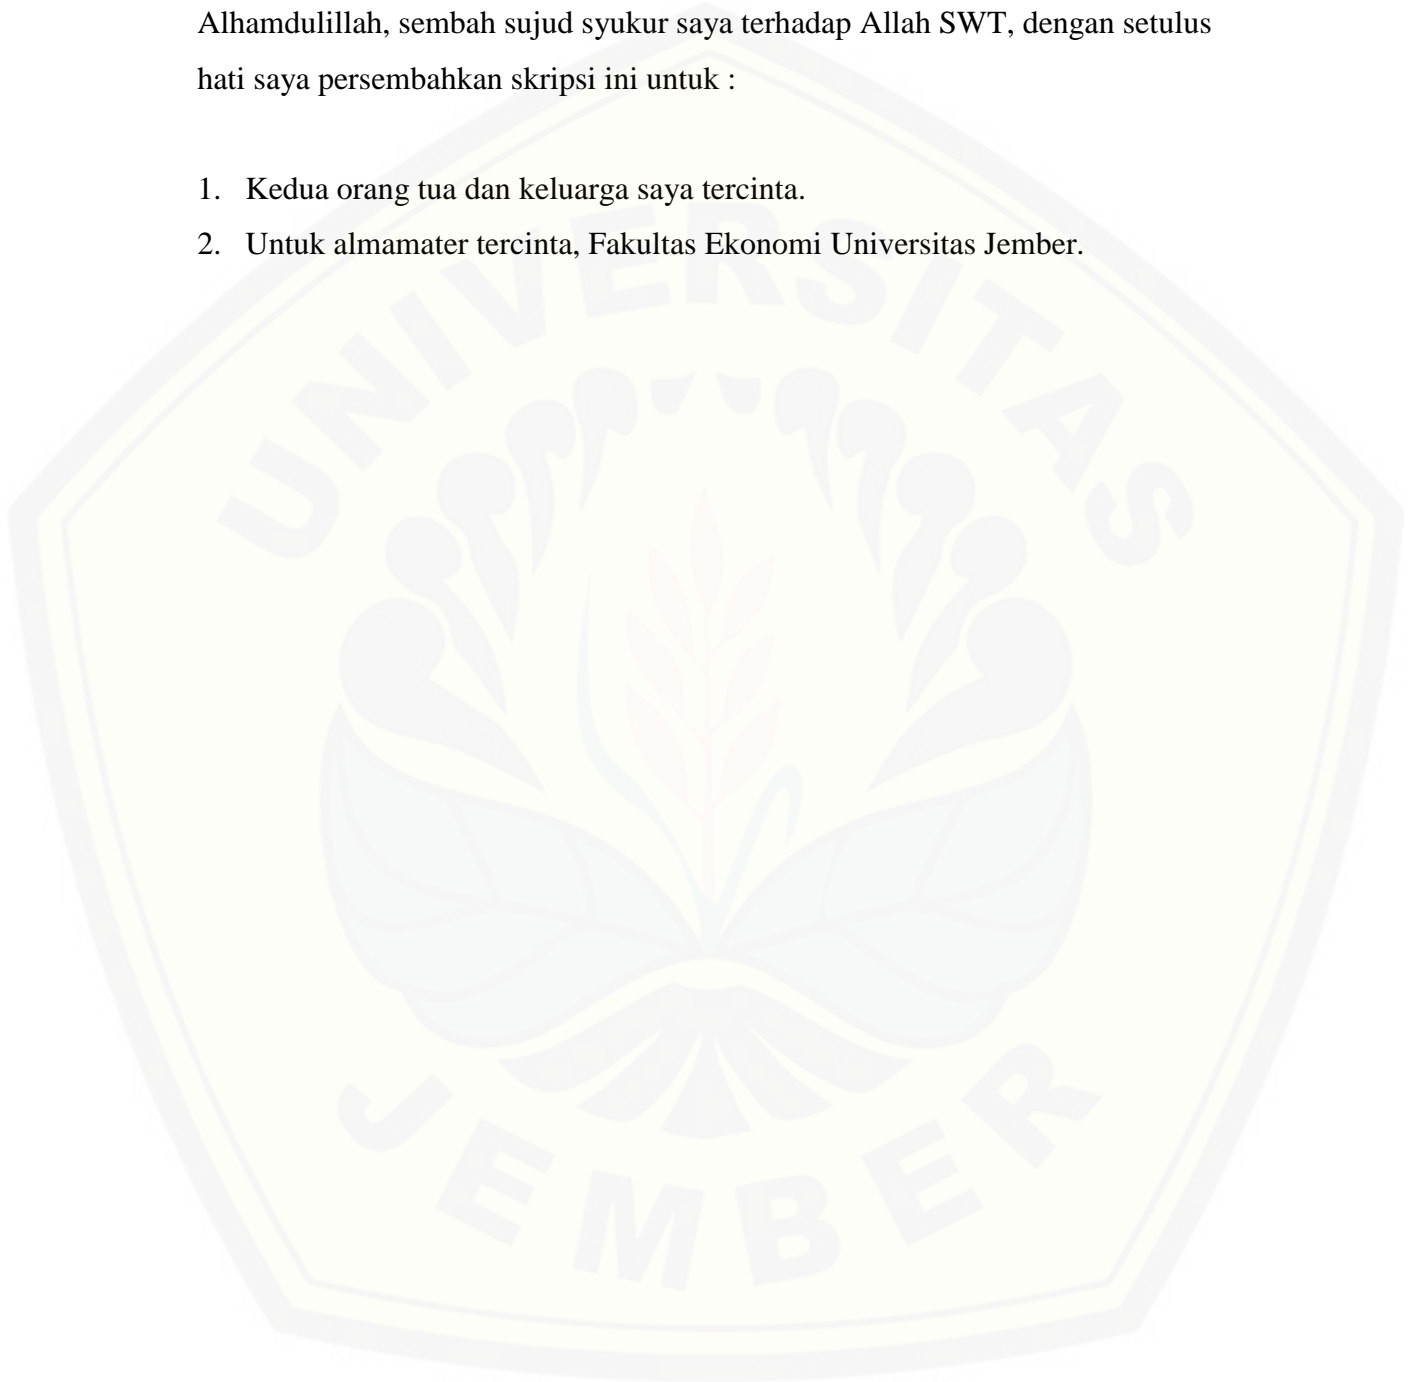 Alhamdulillah, sembah sujud syukur saya terhadap Allah SWT, dengan setulus
hati saya persembahkan skripsi ini untuk :
1. Kedua orang tua dan keluarga saya tercinta.
2. Untuk almamater tercinta, Fakultas Ekonomi Universitas Jember.
UNIVERSITAS
JEMBER